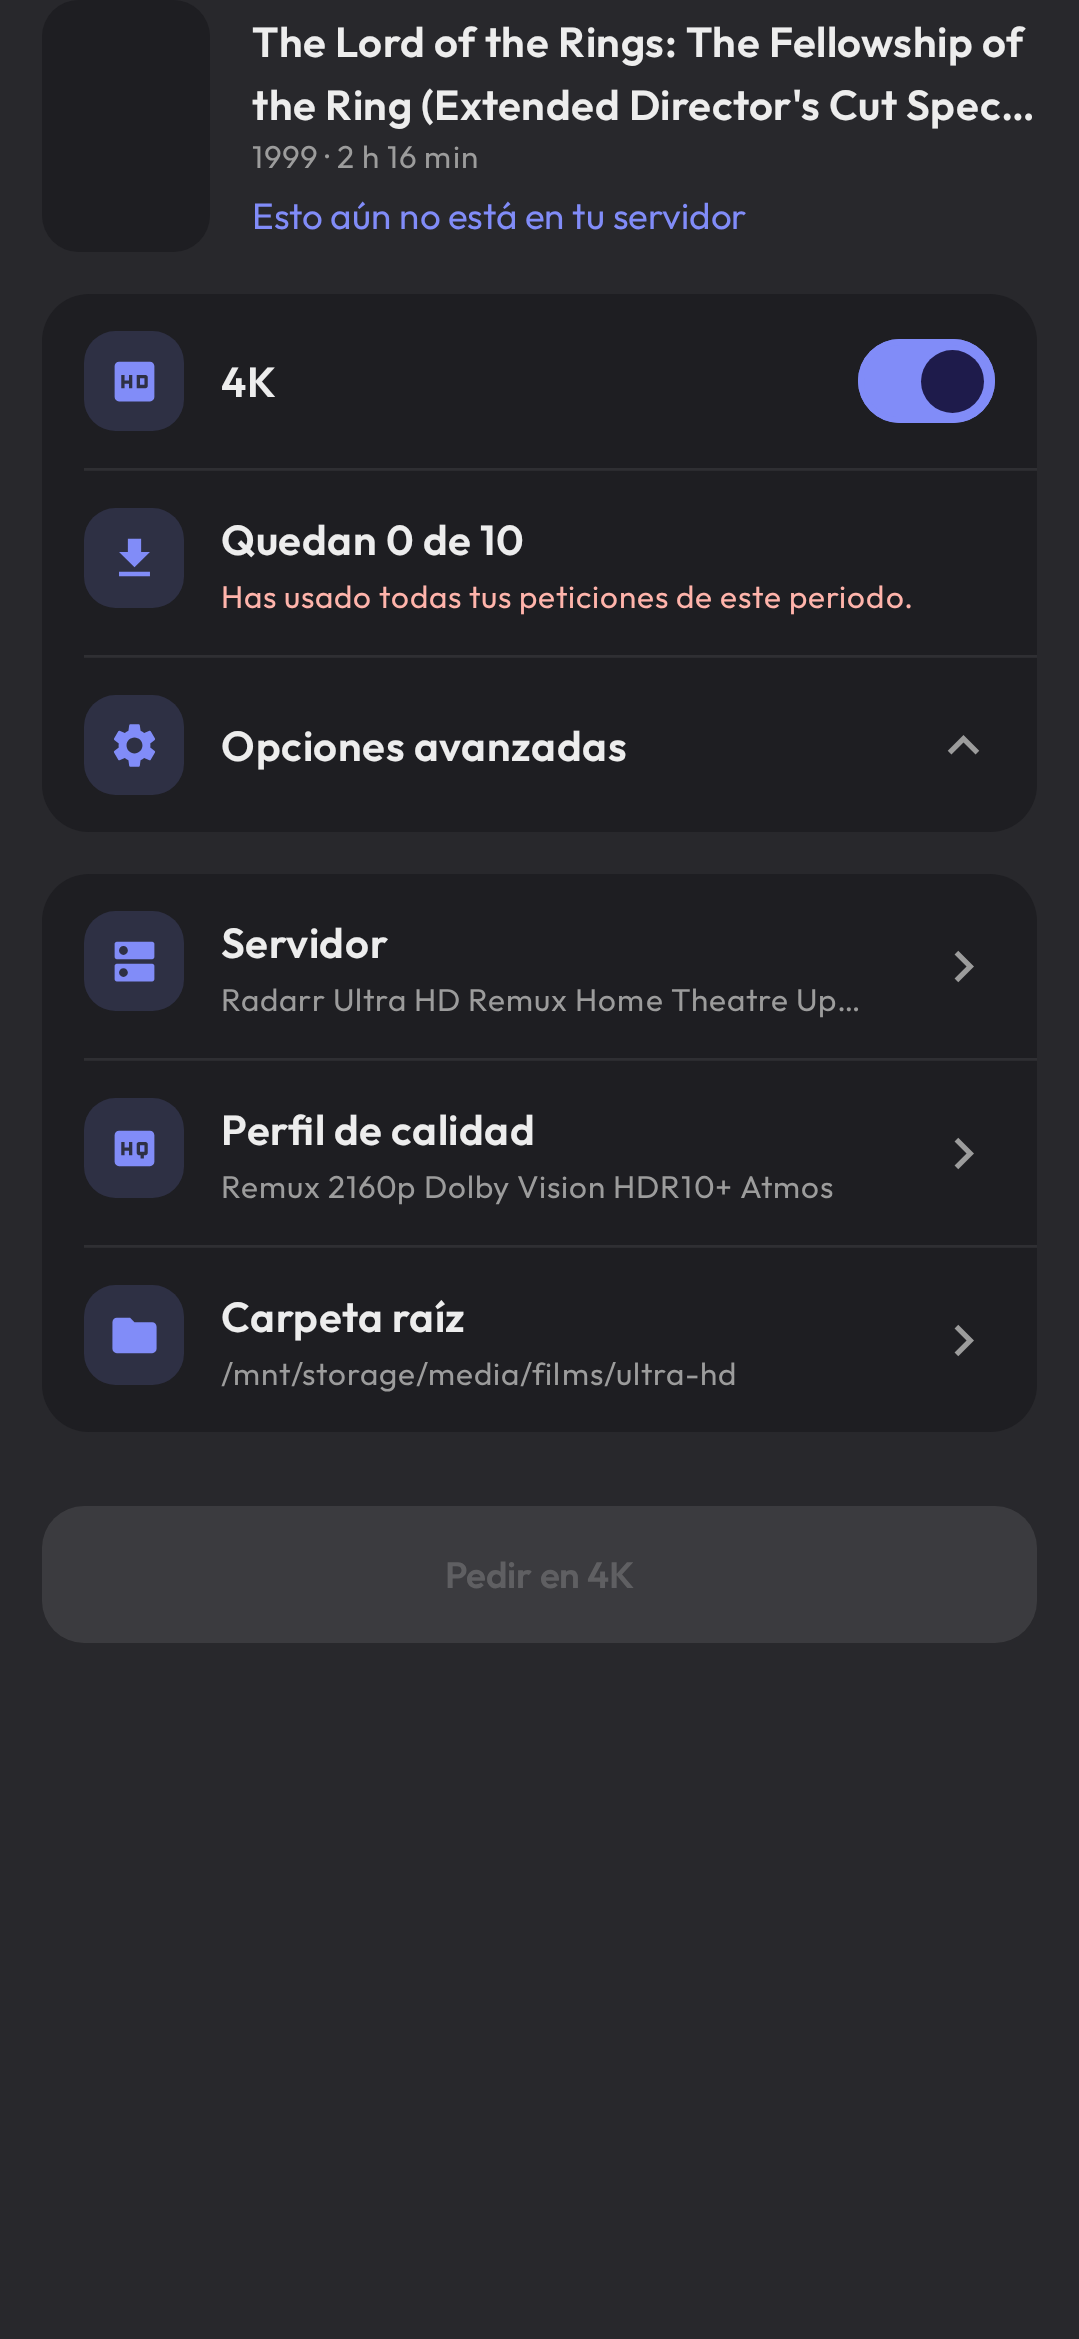 The Lord of the Rings: The Fellowship of
the Ring (Extended Director's Cut Spec...
1999 · 2 h 16 min
Esto aún no está en tu servidor
HD
4K
Quedan 0 de 10
Has usado todas tus peticiones de este periodo.
Opciones avanzadas
Servidor
Radarr Ultra HD Remux Home Theatre Up...
HQ
Perfil de calidad
Remux 2160p Dolby Vision HDR10+ Atmos
Carpeta raíz
/mnt/storage/media/films/ultra-hd
Pedir en 4K